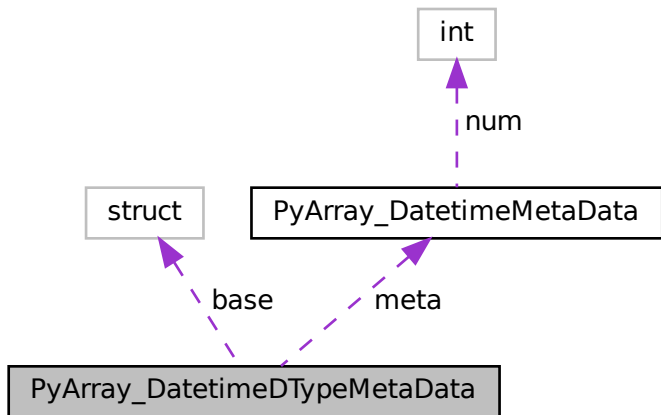 int
num
struct
PyArray_DatetimeMetaData
base
meta
PyArray_DatetimeDTypeMetaData